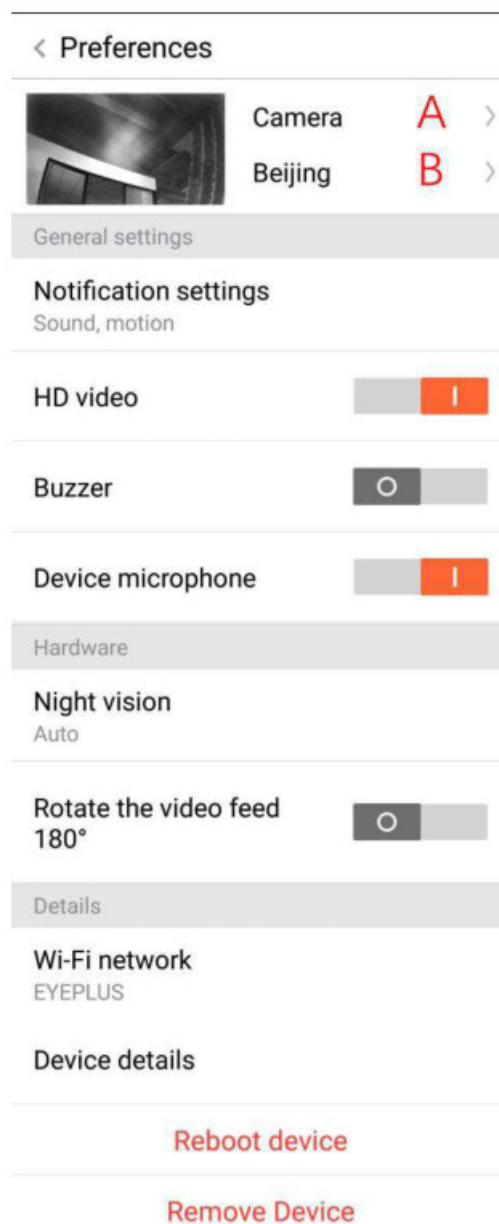 < Preferences
Camera A >
Beijing B >
General settings
Notification settings
Sound, motion
HD video
Buzzer
Device microphone
Hardware
Night vision
Auto
Rotate the video feed
180°
Details
Wi-Fi network
EYEPLUS
Device details
Reboot device
Remove Device